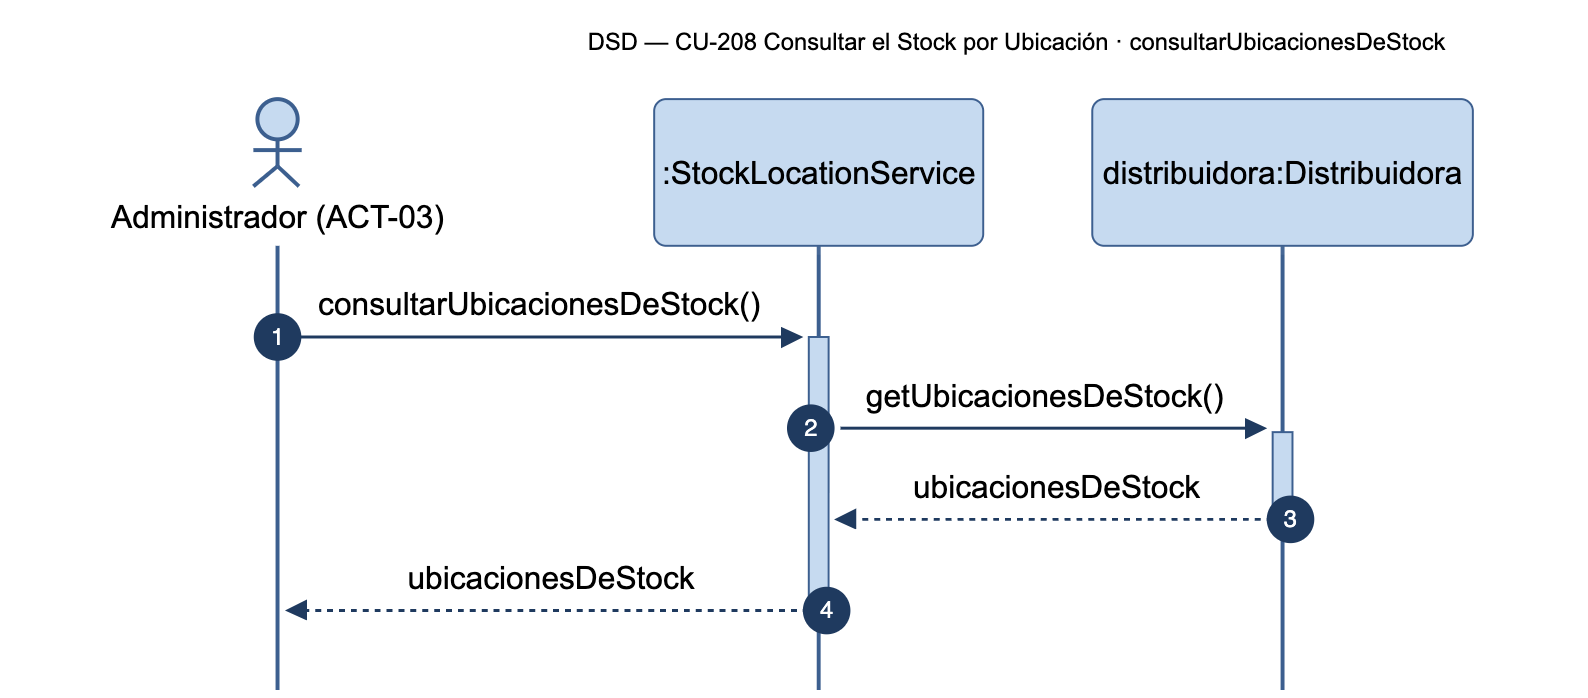 DSD — CU-208 Consultar el Stock por Ubicación · consultarUbicacionesDeStock
Administrador (ACT-03)
:StockLocationService
distribuidora:Distribuidora
1
consultarUbicacionesDeStock()
2
getUbicacionesDeStock()
ubicacionesDeStock
3
ubicacionesDeStock
4